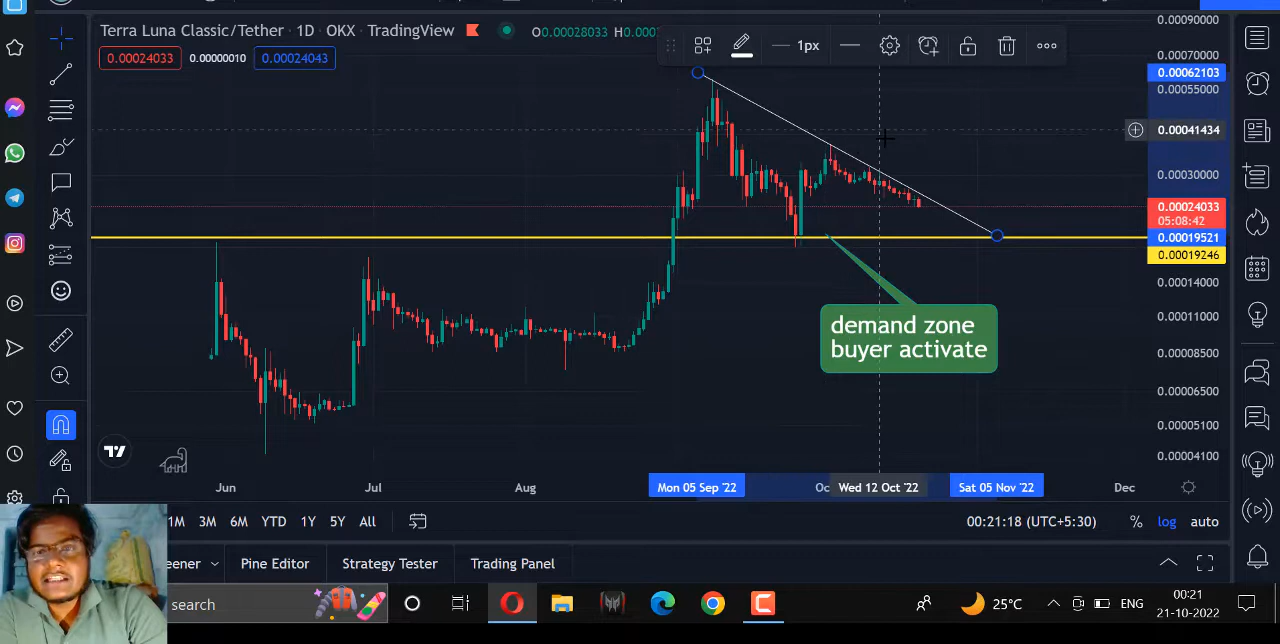 Terra Luna Classic/Tether · 1D · OKX · TradingView
O0.00028033 H0.000
0.00024033
0.00000010
0.00024043
1px
0.00090000
0.00070000
0.00062103
0.00055000
0.00041434
0.00030000
0.00024033
05:08:42
0.00019521
0.00019246
0.00014000
0.00011000
0.00008500
0.00006500
0.00005100
0.00004100
demand zone
buyer activate
Jun
Jul
Aug
Mon 05 Sep '22
Oc
Wed 12 Oct '22
Sat 05 Nov '22
Dec
1M
3M
6M
YTD
1Y
5Y
All
00:21:18 (UTC+5:30)
%
log
auto
ener
Pine Editor
Strategy Tester
Trading Panel
search
25°C
ENG
00:21
21-10-2022